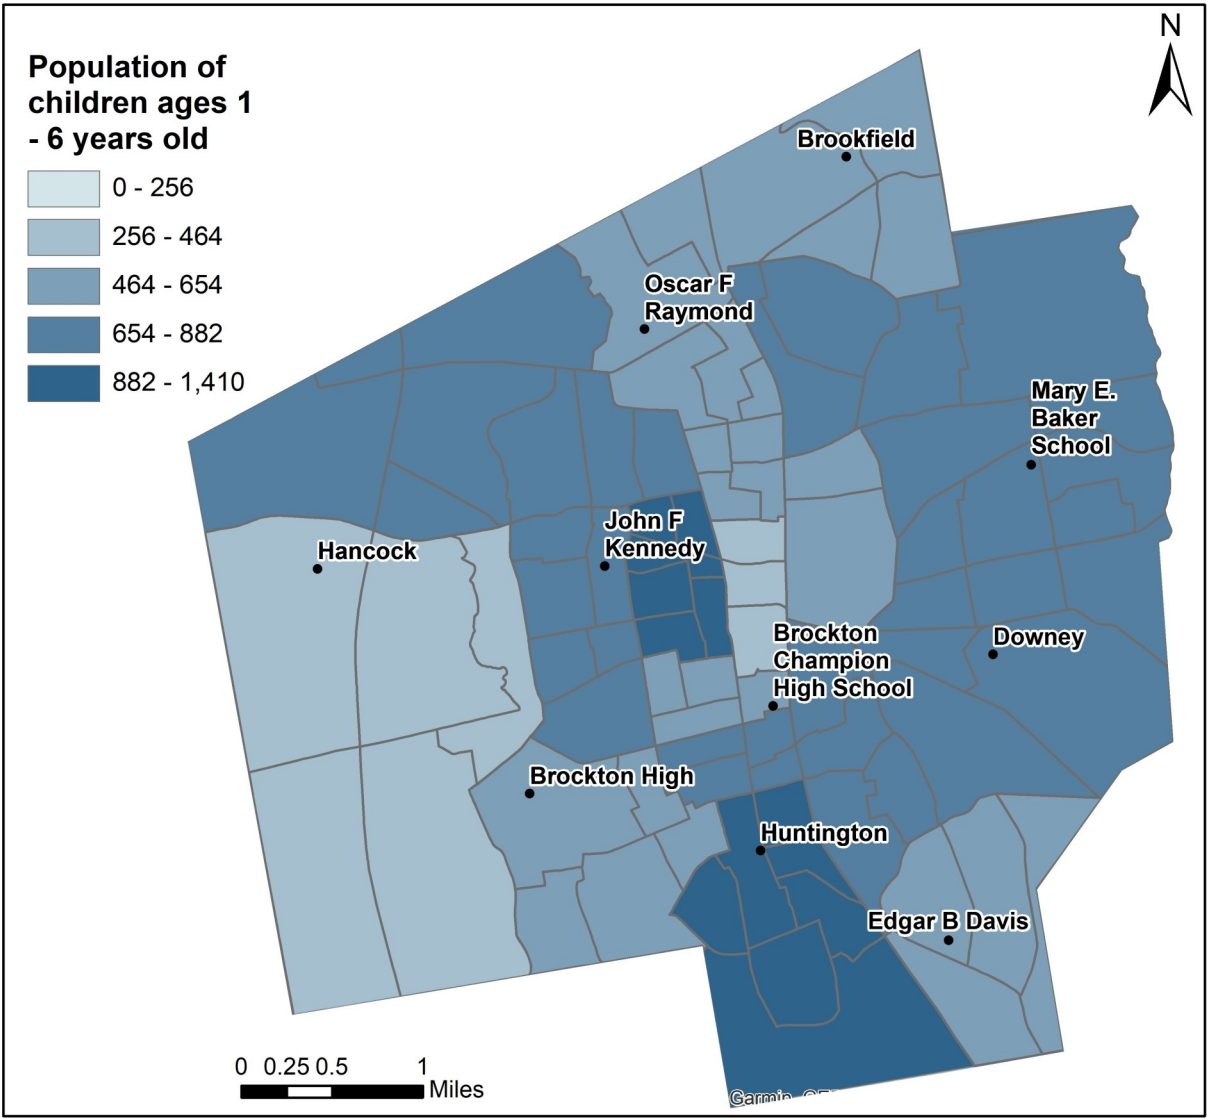 N
Population of
children ages 1
- 6 years old
0 - 256
256 - 464
464 - 654
654 - 882
882 - 1,410
Brookfield
Oscar F
Raymond
Mary E.
Baker
School
John F
Kennedy
Hancock
Brockton
Champion
High School
Downey
Brockton High
Huntington
Edgar B Davis
0 0.25 0.5 1
Miles
Garmin,